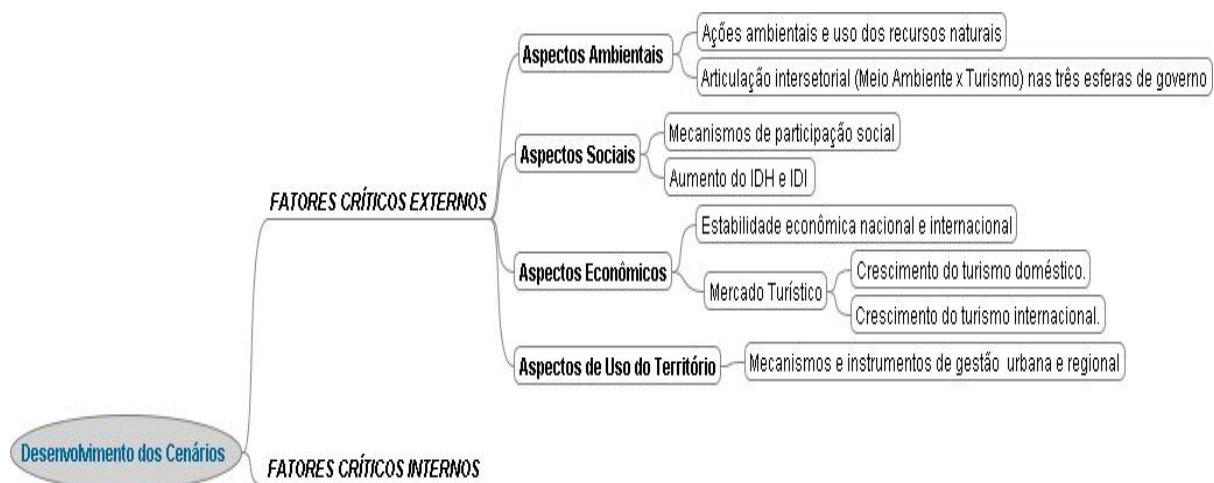 Desenvolvimento dos Cenários
FATORES CRÍTICOS EXTERNOS
Aspectos Ambientais
Ações ambientais e uso dos recursos naturais
Articulação intersetorial (Meio Ambiente x Turismo) nas três esferas de governo
Aspectos Sociais
Mecanismos de participação social
Aumento do IDH e IDI
Aspectos Econômicos
Estabilidade econômica nacional e internacional
Mercado Turístico
Crescimento do turismo doméstico.
Crescimento do turismo internacional.
Aspectos de Uso do Território
Mecanismos e instrumentos de gestão urbana e regional
FATORES CRÍTICOS INTERNOS